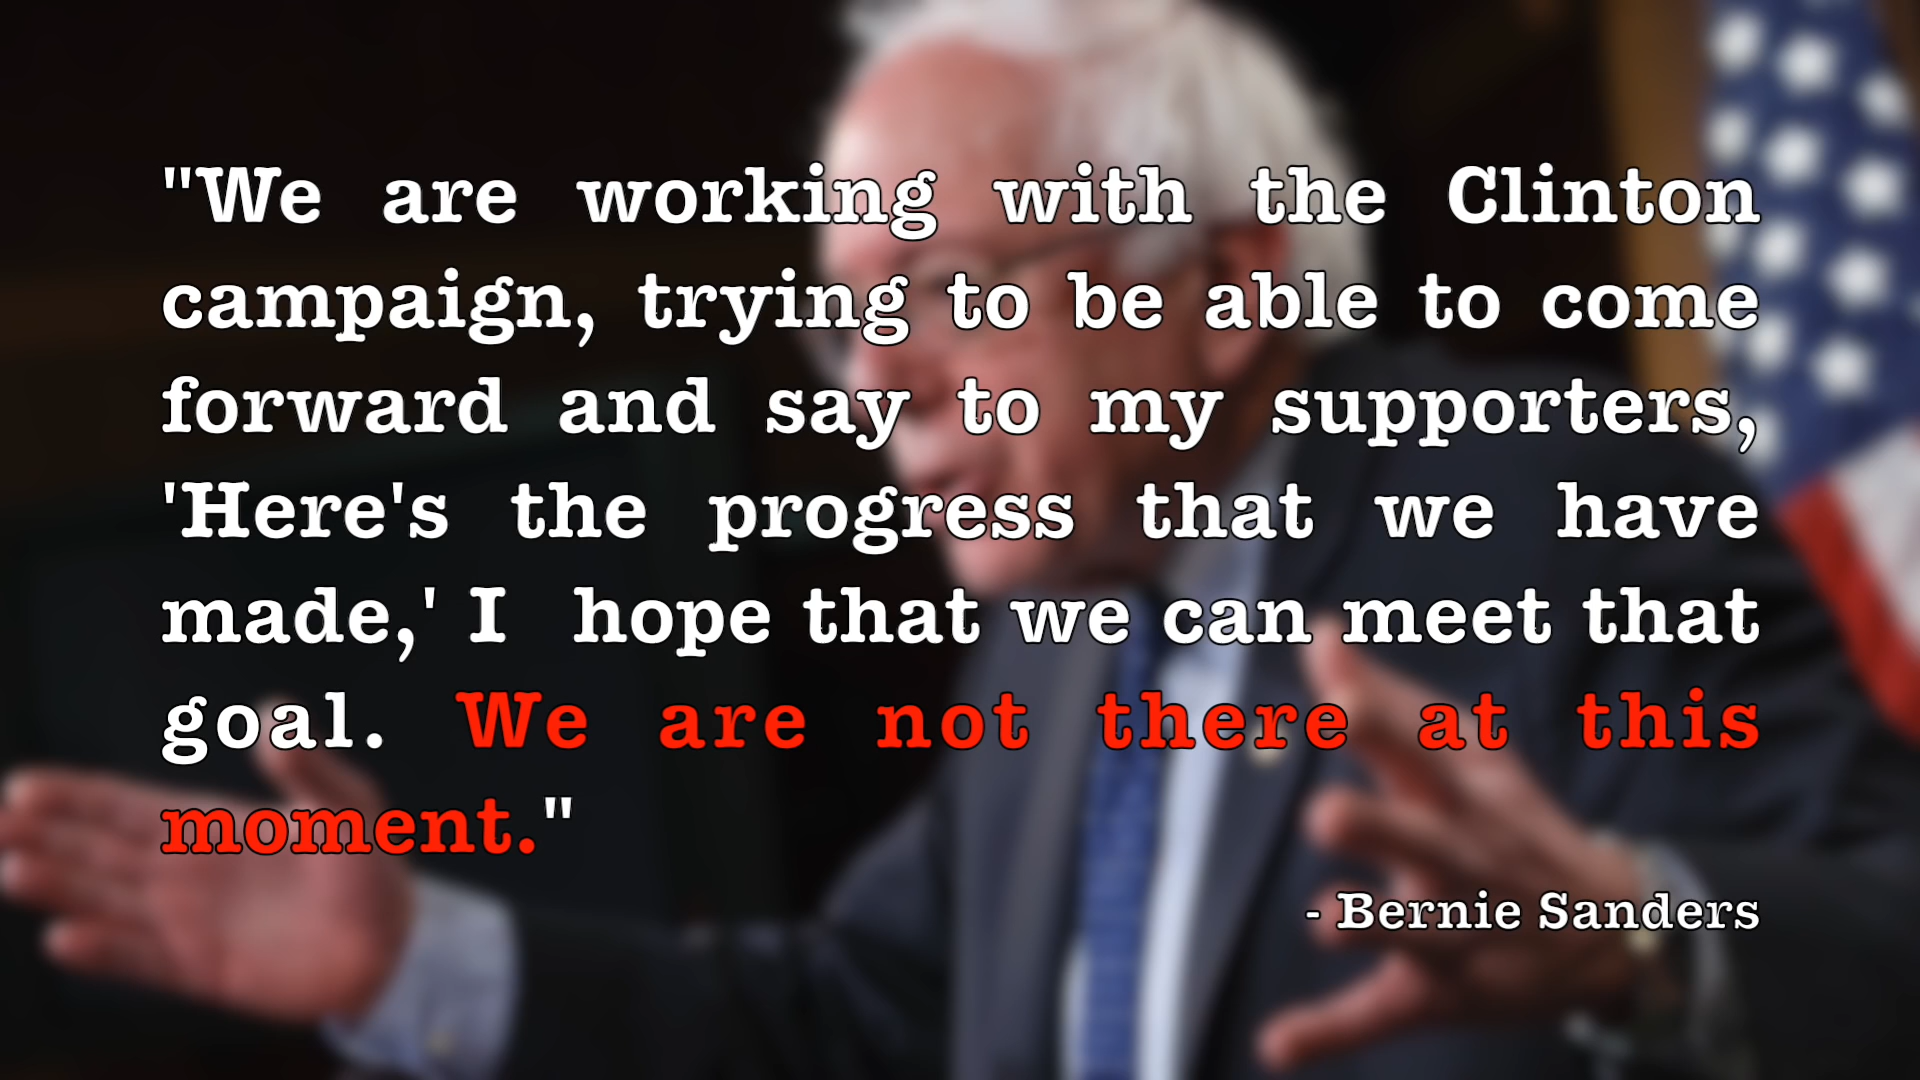 "We are working with the Clinton
campaign, trying to be able to come
forward and say to my supporters,
'Here's the progress that we have
made,' I hope that we can meet that
goal. We are not there at this
moment."
- Bernie Sanders